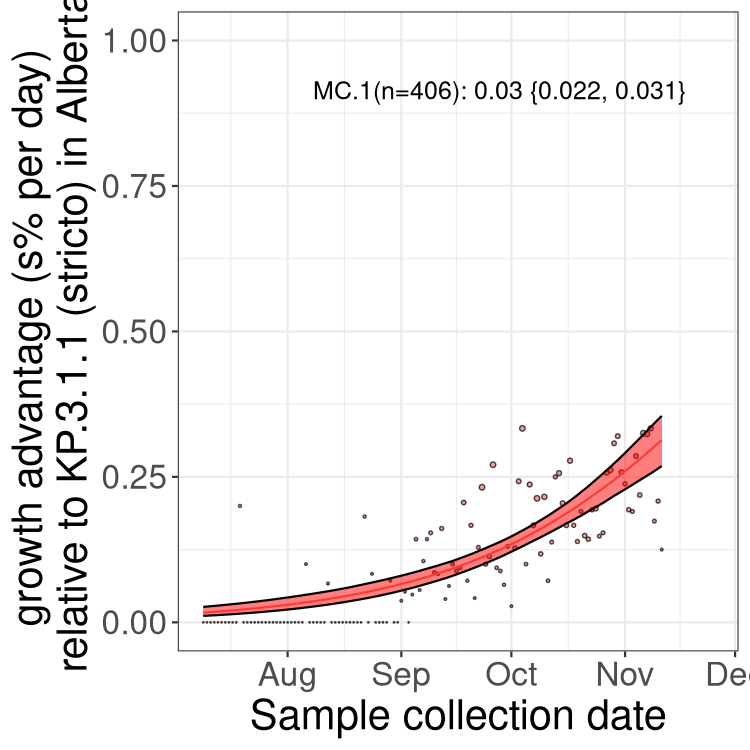 growth advantage (s% per day)
relative to KP.3.1.1 (stricto) in Alberta
1.00
0.75
0.50
0.25
0.00
MC.1(n=406): 0.03 {0.022, 0.031}
Aug Sep Oct Nov De
Sample collection date